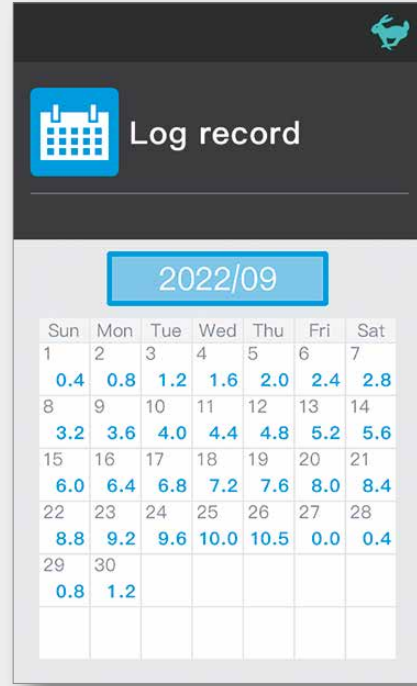 Log record
2022/09
Sun Mon Tue Wed Thu Fri Sat
1 2 3 4 5 6 7
0.4 0.8 1.2 1.6 2.0 2.4 2.8
8 9 10 11 12 13 14
3.2 3.6 4.0 4.4 4.8 5.2 5.6
15 16 17 18 19 20 21
6.0 6.4 6.8 7.2 7.6 8.0 8.4
22 23 24 25 26 27 28
8.8 9.2 9.6 10.0 10.5 0.0 0.4
29 30
0.8 1.2